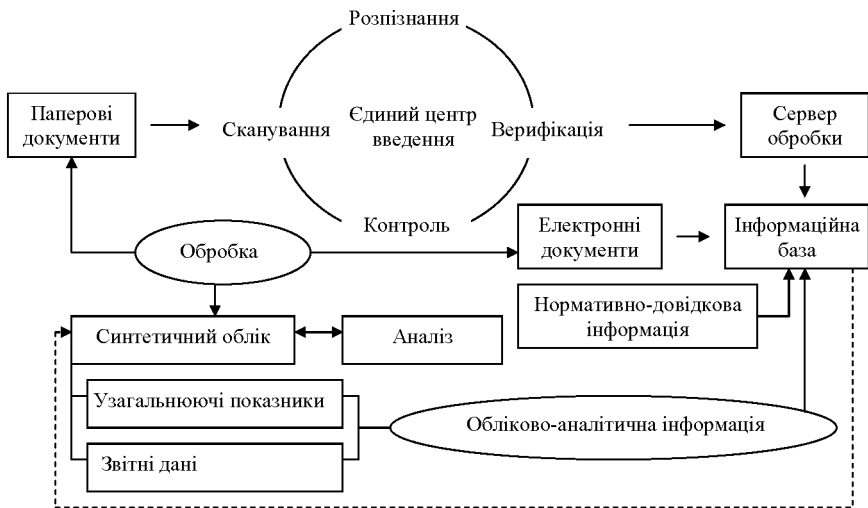 Розпізнання
Паперові
документи
Сканування
Єдиний центр
введення
Верифікація
Сервер
обробки
Контроль
Обробка
Електронні
документи
Інформаційна
база
Нормативно-довідкова
інформація
Синтетичний облік
Аналіз
Узагальнюючі показники
Обліково-аналітична інформація
Звітні дані